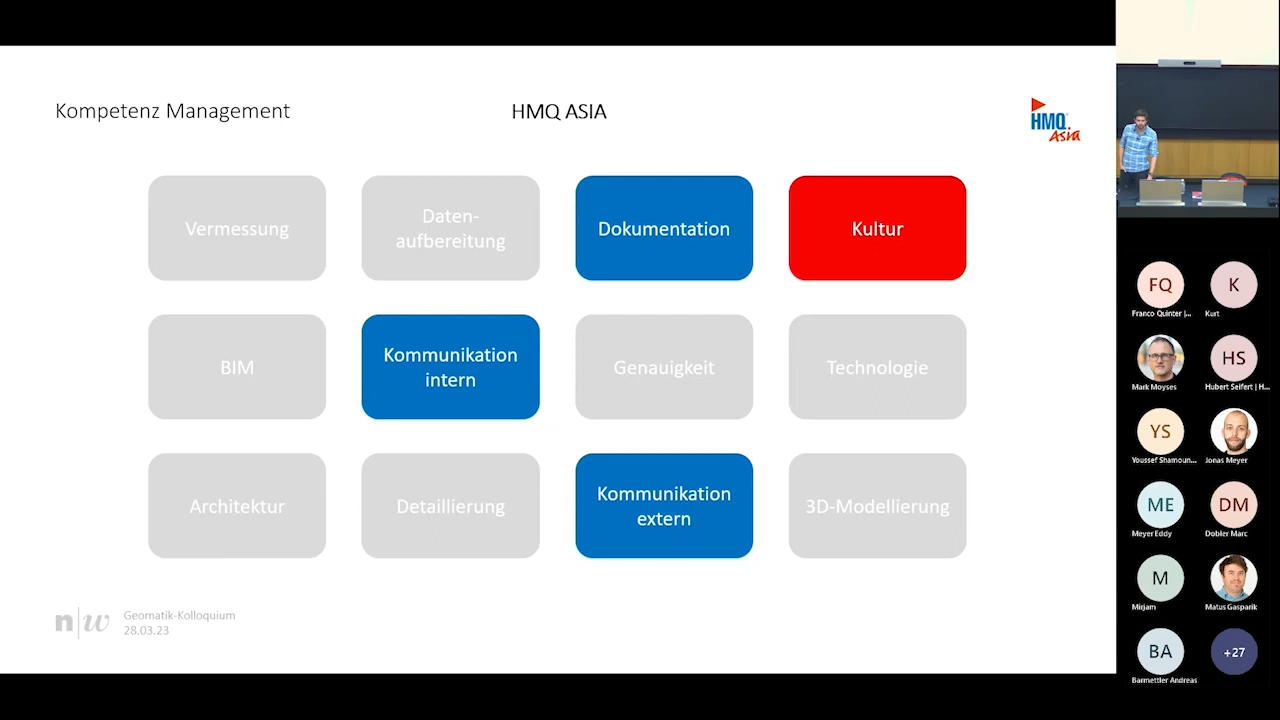 Kompetenz Management
HMQ ASIA
HMQ
Asia
Vermessung
Daten-
aufbereitung
Dokumentation
Kultur
BIM
Kommunikation
intern
Genauigkeit
Technologie
Architektur
Detaillierung
Kommunikation
extern
3D-Modellierung
n|w
Geomatik-Kolloquium
28.03.23
FQ
K
Franco Quinter |...
Kurt
HS
Mark Moyses
Hubert Seifert | H...
YS
Youssef Shamoun...
Jonas Meyer
ME
DM
Meyer Eddy
Dobler Marc
M
Mirjam
Matus Gasparik
BA
+27
Barmettler Andreas